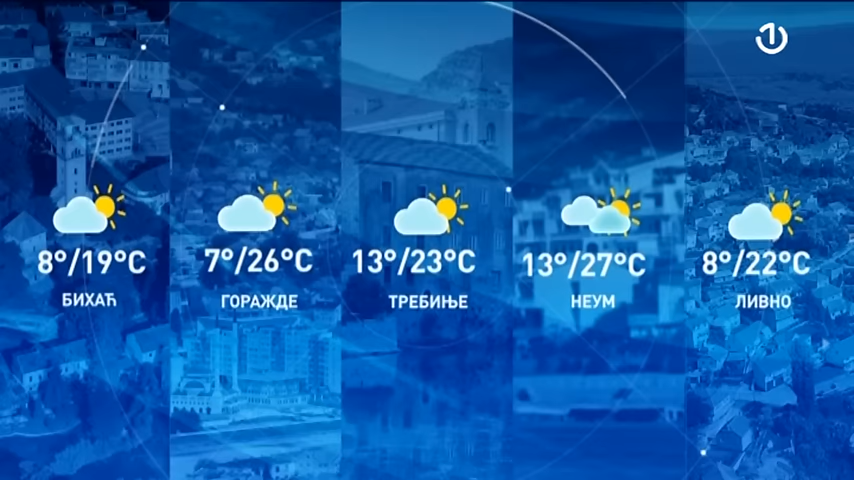 8°/19°C
БИХАЋ
7°/26°C
ГОРАЖДЕ
13°/23°C
ТРЕБИЊЕ
13°/27°C
НЕУМ
8°/22°C
ЛИВНО